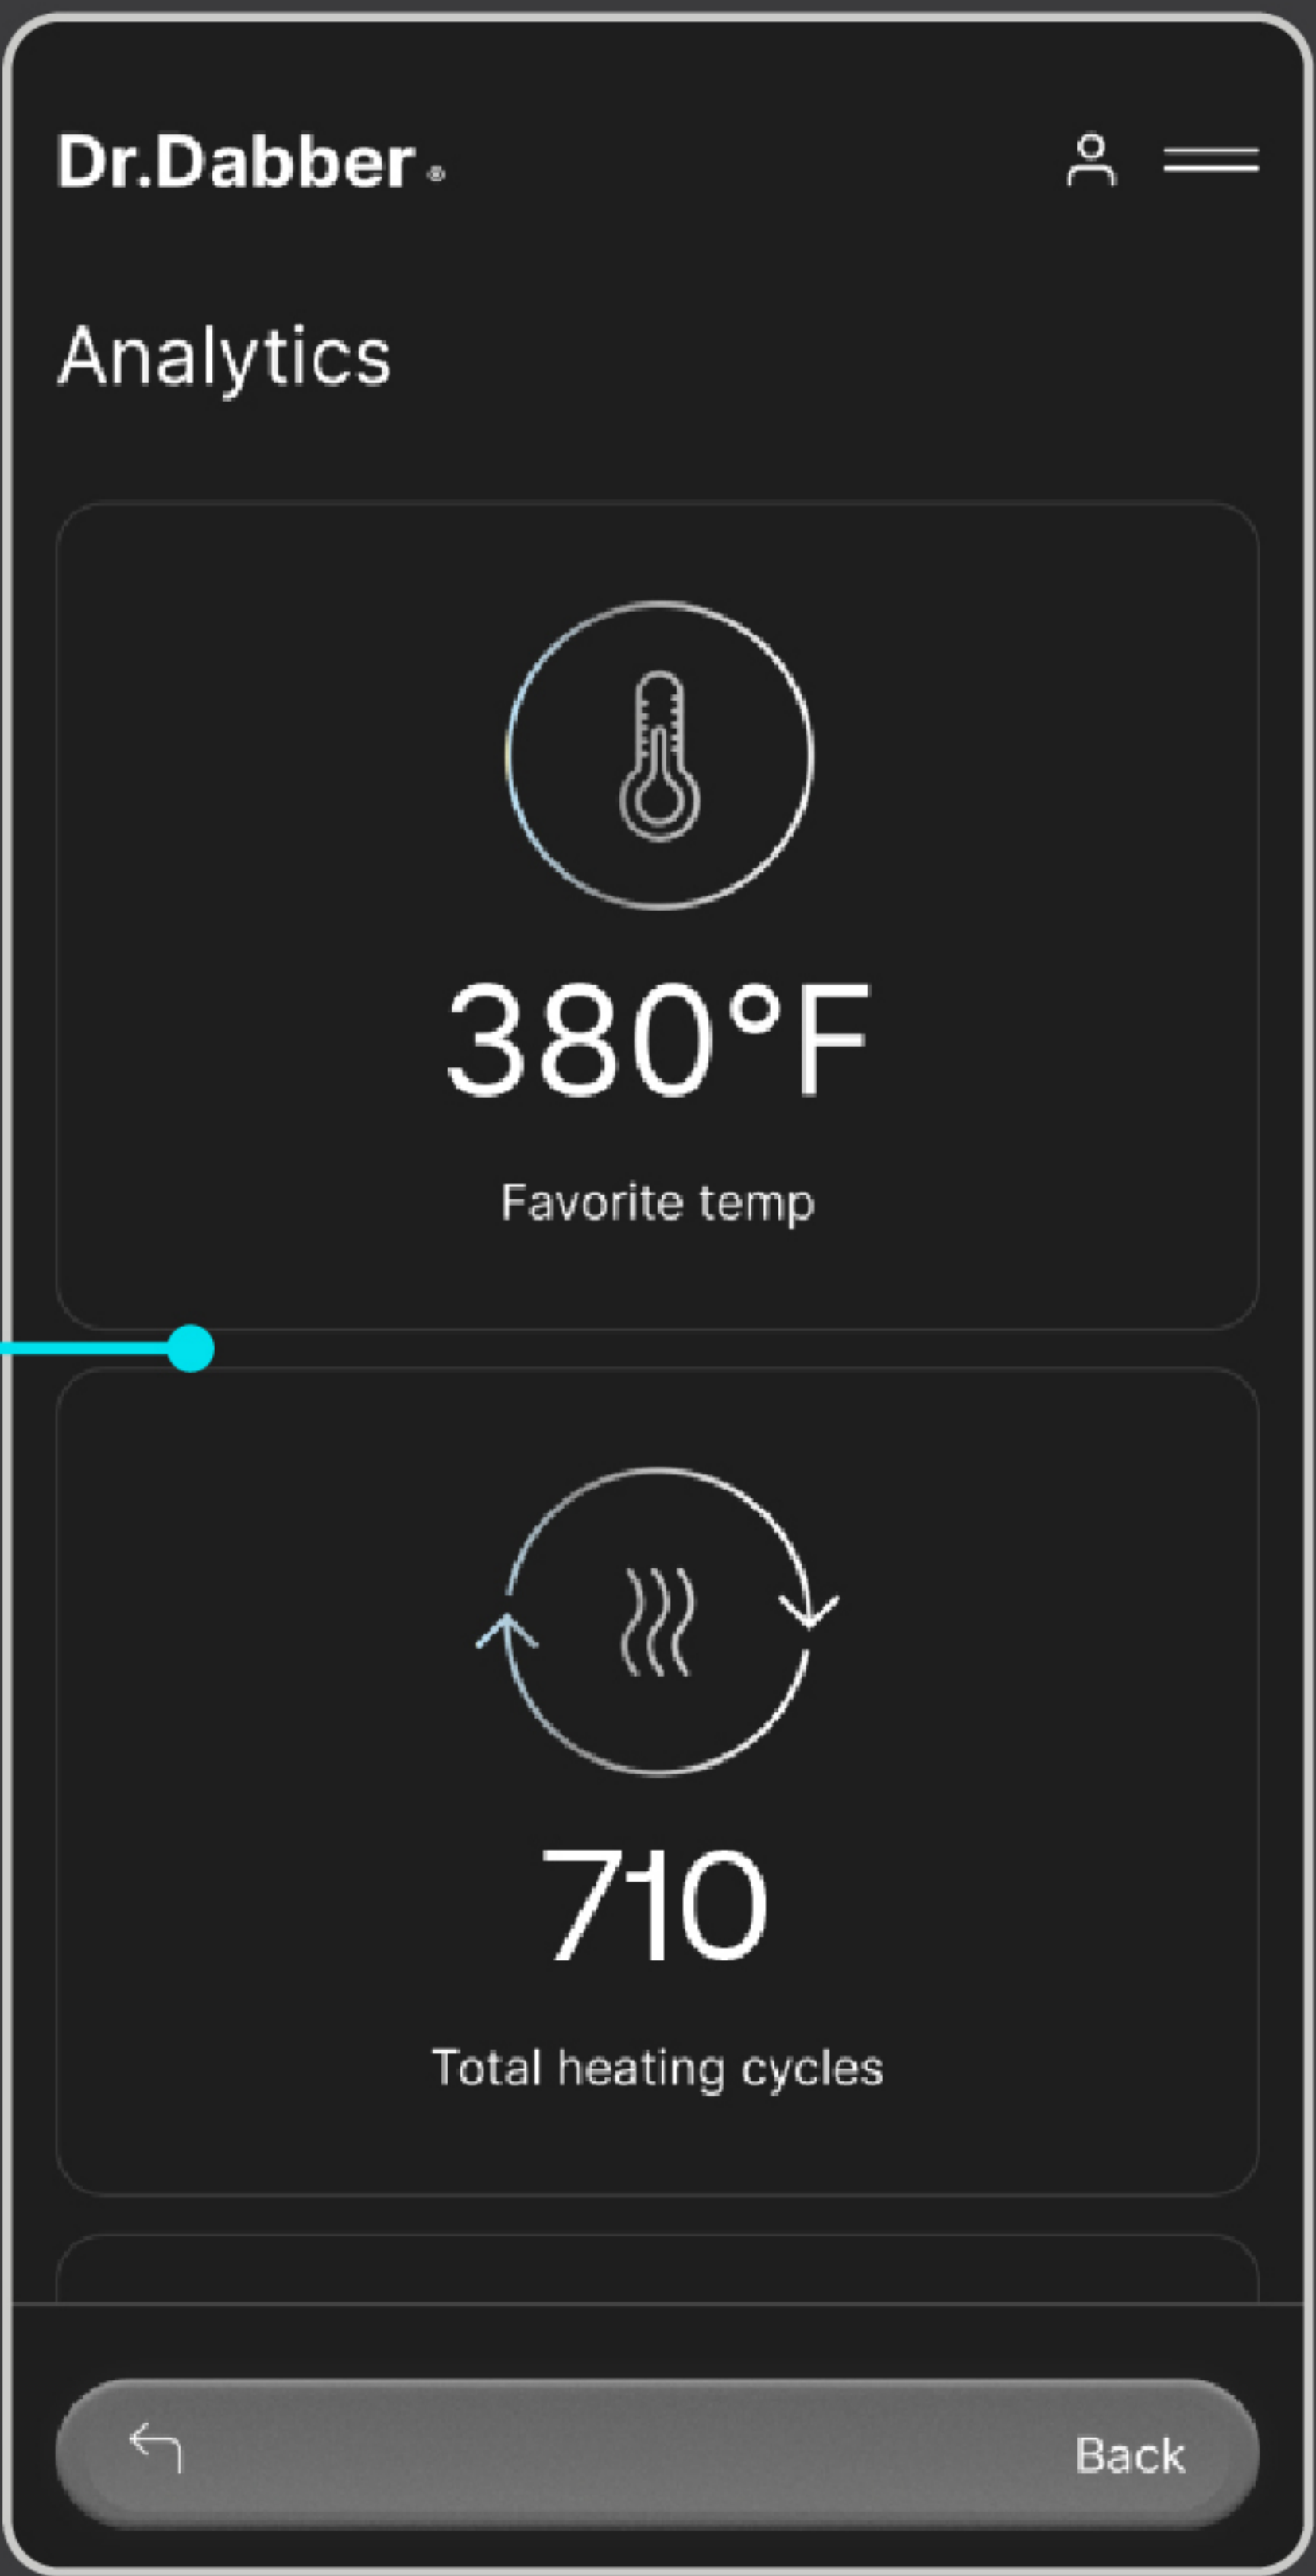 Dr.Dabber®
Analytics
380°F
Favorite temp
710
Total heating cycles
Back